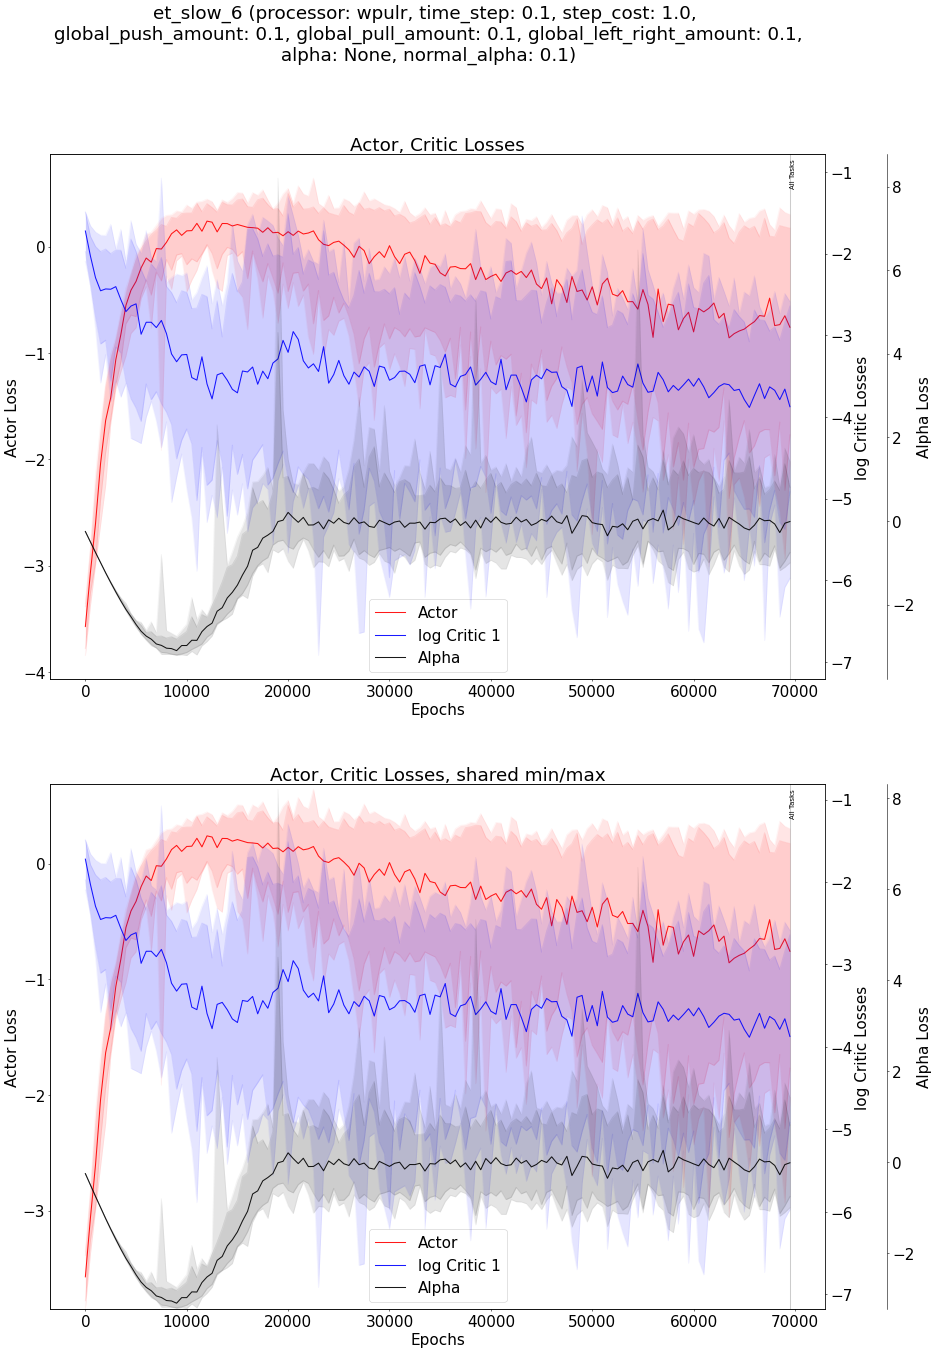 et_slow_6 (processor: wpulr, time_step: 0.1, step_cost: 1.0,
global_push_amount: 0.1, global_pull_amount: 0.1, global_left_right_amount: 0.1,
alpha: None, normal_alpha: 0.1)
Actor, Critic Losses
All Tasks
0
−1
−2
−3
−4
Actor Loss
−1
−2
−3
−4
−5
−6
−7
log Critic Losses
8
6
4
2
0
−2
Alpha Loss
Actor
log Critic 1
Alpha
0 10000 20000 30000 40000 50000 60000 70000
Epochs
Actor, Critic Losses, shared min/max
All Tasks
0
−1
−2
−3
Actor Loss
−1
−2
−3
−4
−5
−6
−7
log Critic Losses
8
6
4
2
0
−2
Alpha Loss
Actor
log Critic 1
Alpha
0 10000 20000 30000 40000 50000 60000 70000
Epochs